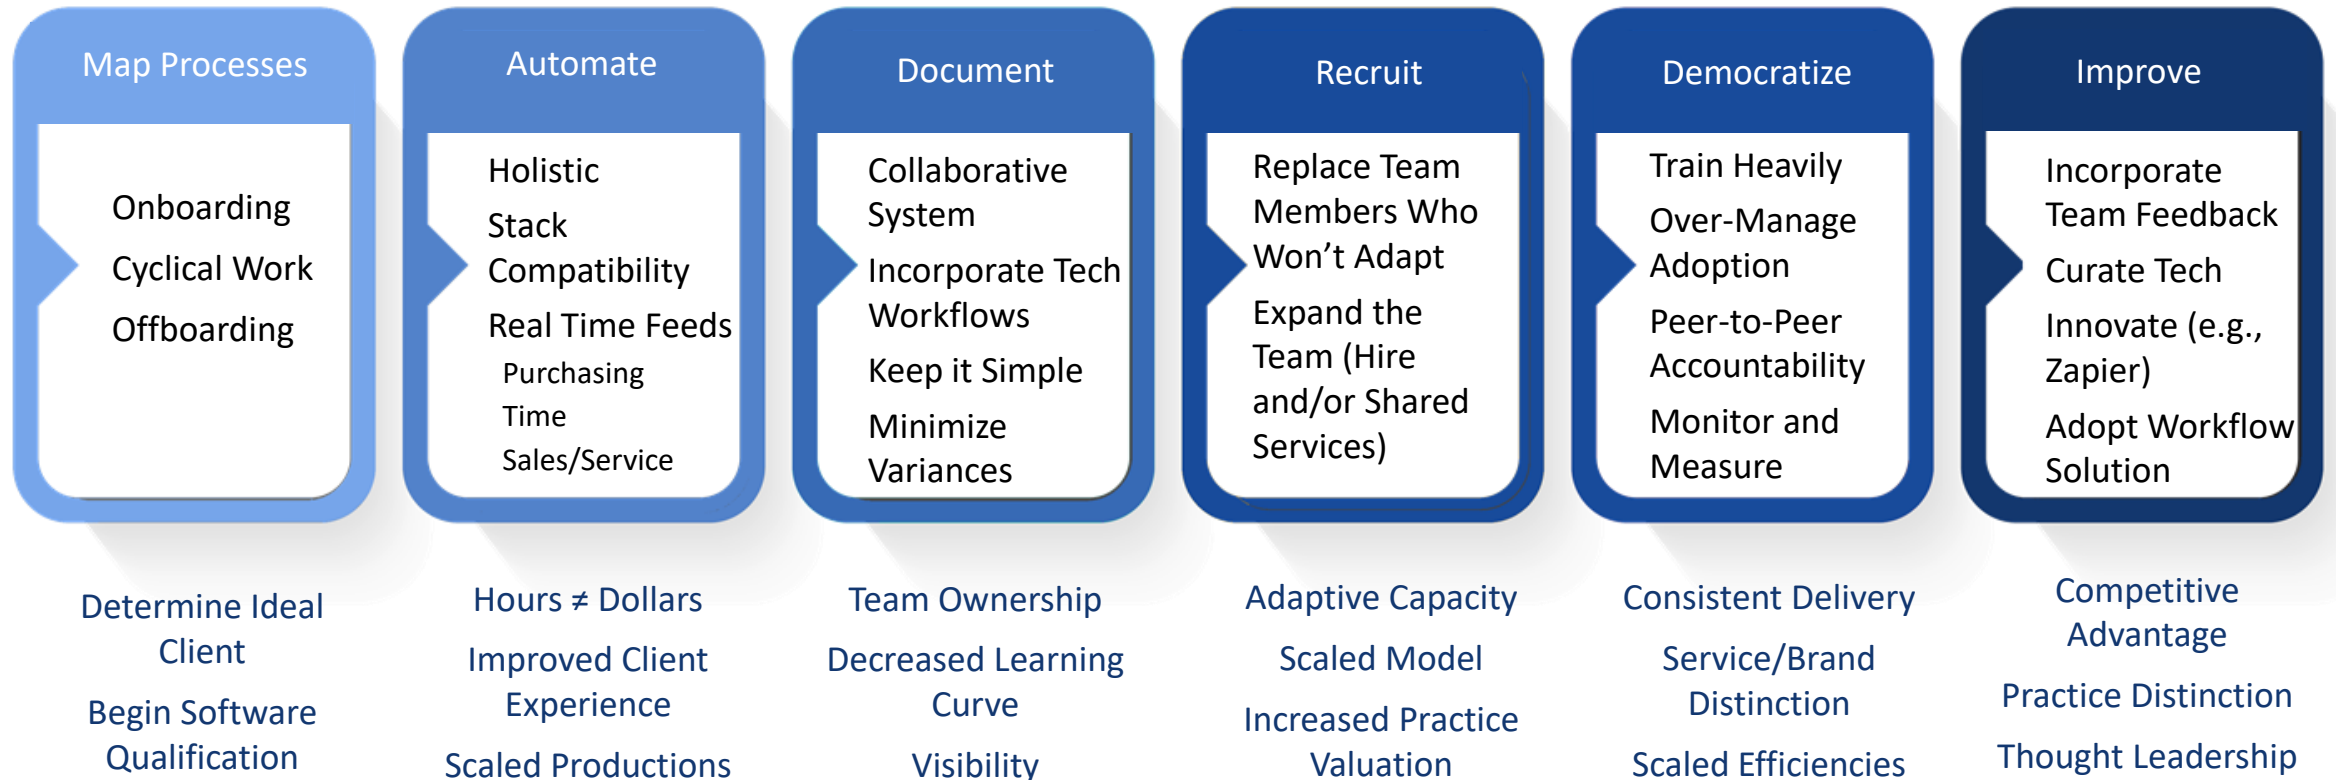 Map Processes
Onboarding
Cyclical Work
Offboarding
Determine Ideal
Client
Begin Software
Qualification
Automate
Holistic
Stack
Compatibility
Real Time Feeds
Purchasing
Time
Sales/Service
Hours ≠ Dollars
Improved Client
Experience
Scaled Productions
Document
Collaborative
System
Incorporate Tech
Workflows
Keep it Simple
Minimize
Variances
Team Ownership
Decreased Learning
Curve
Visibility
Recruit
Replace Team
Members Who
Won’t Adapt
Expand the
Team (Hire
and/or Shared
Services)
Adaptive Capacity
Scaled Model
Increased Practice
Valuation
Democratize
Train Heavily
Over-Manage
Adoption
Peer-to-Peer
Accountability
Monitor and
Measure
Consistent Delivery
Service/Brand
Distinction
Scaled Efficiencies
Improve
Incorporate
Team Feedback
Curate Tech
Innovate (e.g.,
Zapier)
Adopt Workflow
Solution
Competitive
Advantage
Practice Distinction
Thought Leadership